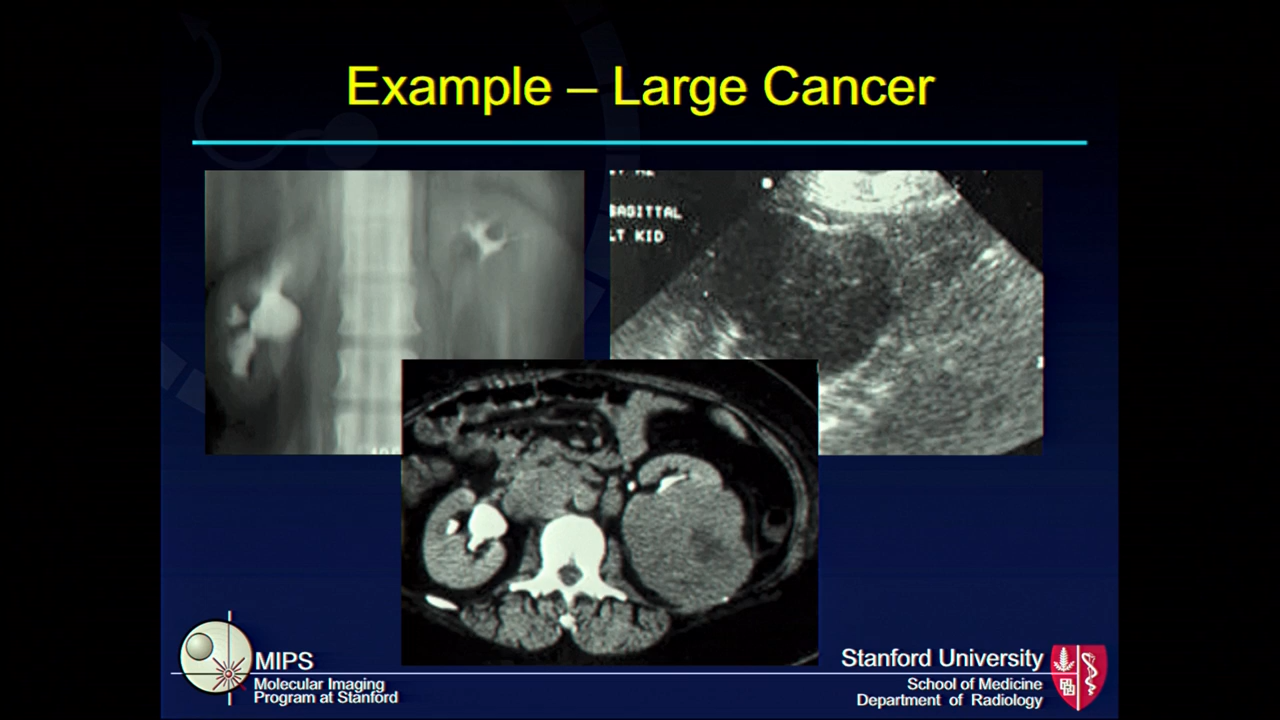 Example – Large Cancer
SAGITTAL
LT KID
MIPS
Molecular Imaging
Program at Stanford
Stanford University
School of Medicine
Department of Radiology